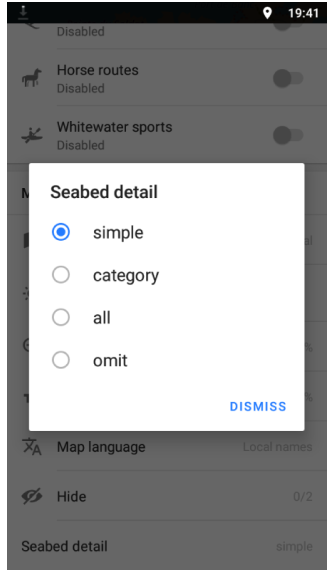 19:41
Disabled
Horse routes
Disabled
Whitewater sports
Disabled
Seabed detail
simple
category
all
omit
DISMISS
Map language Local names
Hide 0/2
Seabed detail simple